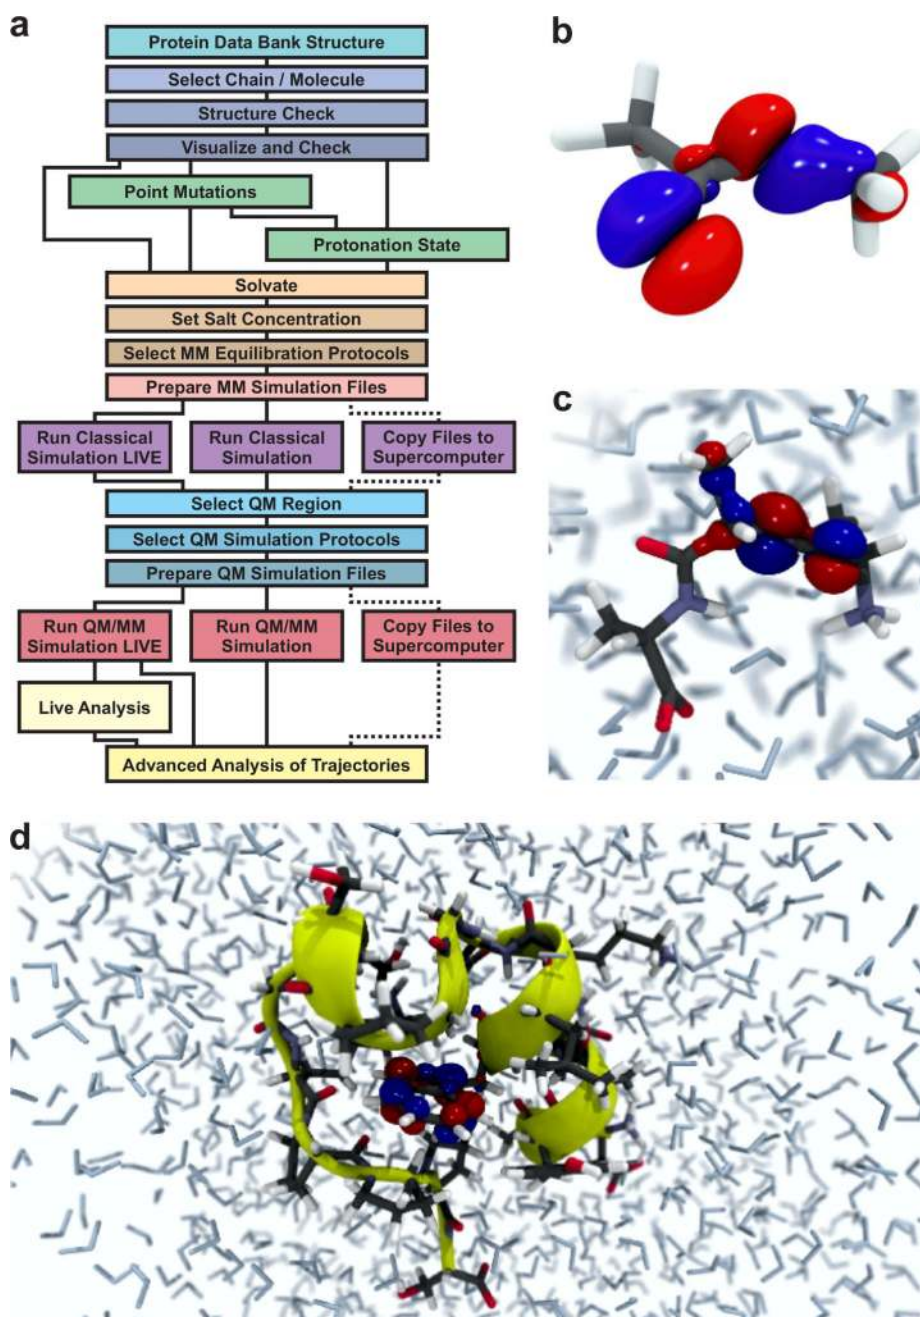 a
Protein Data Bank Structure
Select Chain / Molecule
Structure Check
Visualize and Check
Point Mutations
Protonation State
Solvate
Set Salt Concentration
Select MM Equilibration Protocols
Prepare MM Simulation Files
Run Classical
Simulation LIVE
Run Classical
Simulation
Copy Files to
Supercomputer
Select QM Region
Select QM Simulation Protocols
Prepare QM Simulation Files
Run QM/MM
Simulation LIVE
Run QM/MM
Simulation
Copy Files to
Supercomputer
Live Analysis
Advanced Analysis of Trajectories
b
c
d